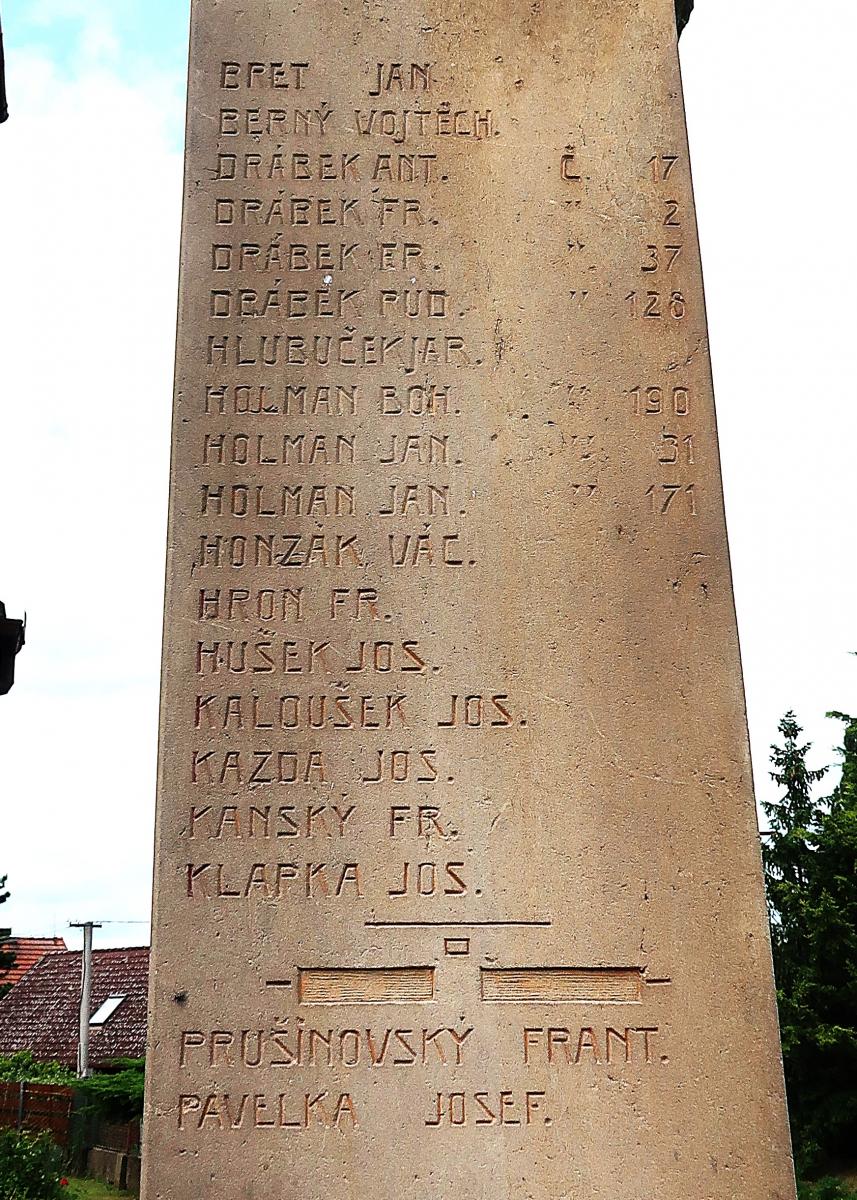 BRET JAN
BERNÝ VOJTĚCH.
DRÁBEK ANT. Č. 17
DRÁBEK FR. " 2
DRÁBEK FR. " 37
DRÁBEK RUD. " 128
HLUBUČEK JAR.
HOLMAN BOH. " 190
HOLMAN JAN. " 31
HOLMAN JAN. " 171
HONZÁK VÁC.
HRON FR.
HUŠEK JOS.
KALOUŠEK JOS.
KAZDA JOS.
KANSKÝ FR.
KLAPKA JOS.
PRUŠINOVSKÝ FRANT.
PAVELKA JOSEF.